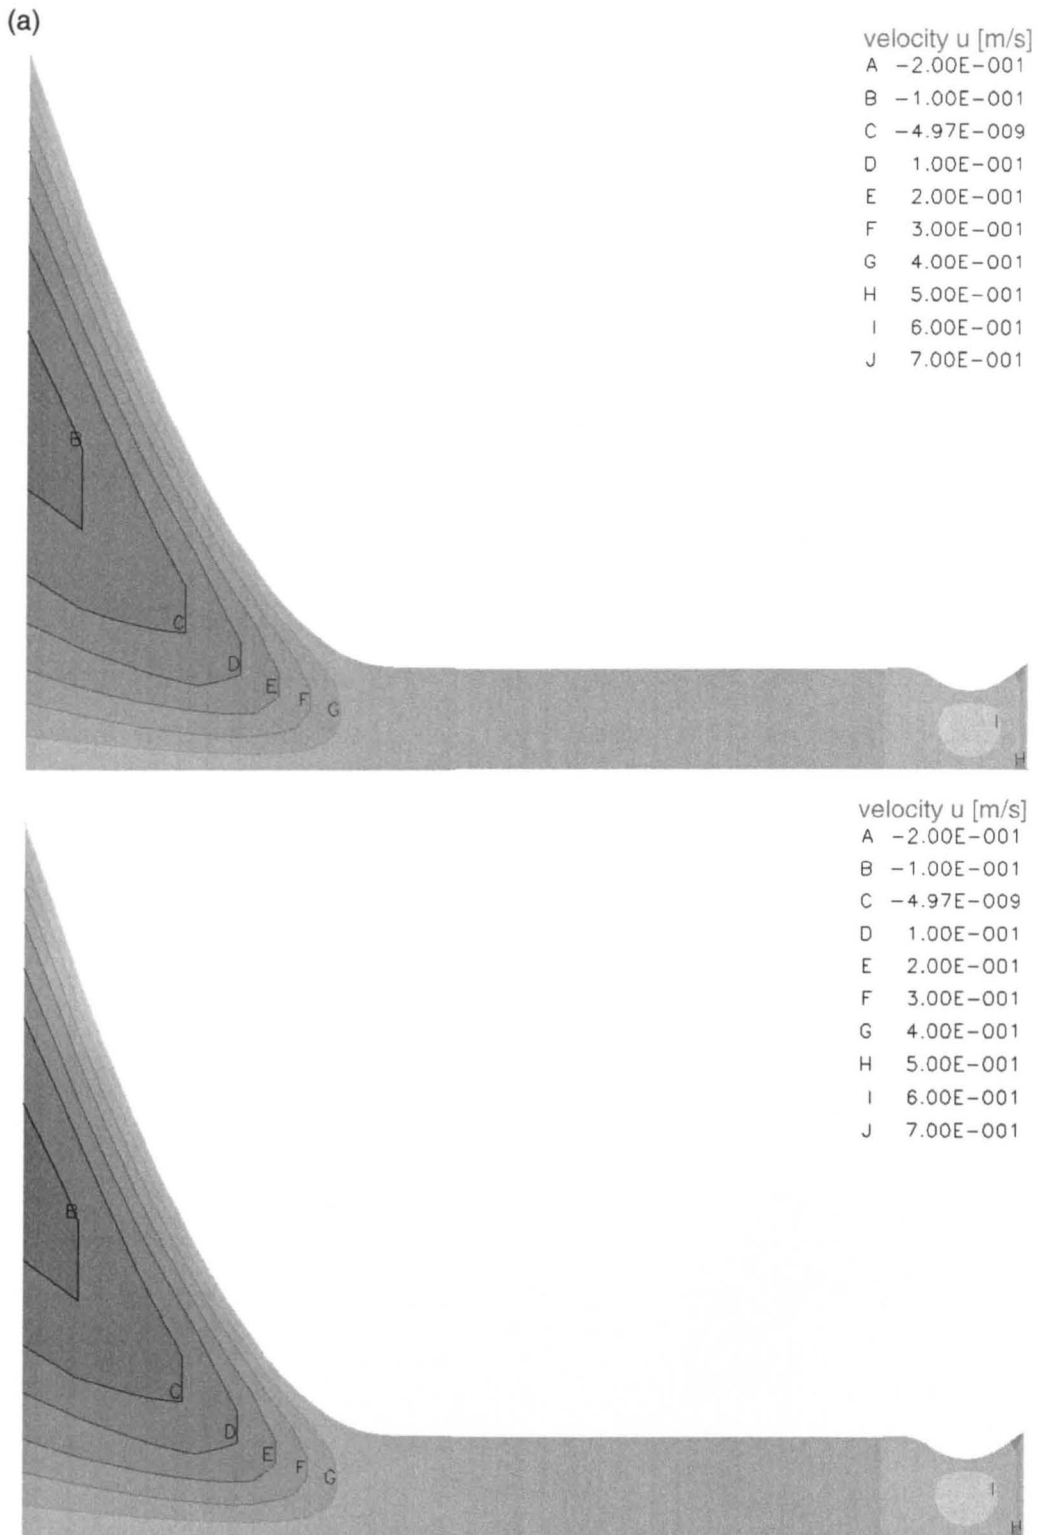 (a)
velocity u [m/s]
A -2.00E-001
B -1.00E-001
C -4.97E-009
D 1.00E-001
E 2.00E-001
F 3.00E-001
G 4.00E-001
H 5.00E-001
I 6.00E-001
J 7.00E-001
B
C
D
E
F
G
I
H
velocity u [m/s]
A -2.00E-001
B -1.00E-001
C -4.97E-009
D 1.00E-001
E 2.00E-001
F 3.00E-001
G 4.00E-001
H 5.00E-001
I 6.00E-001
J 7.00E-001
B
C
D
E
F
G
I
H